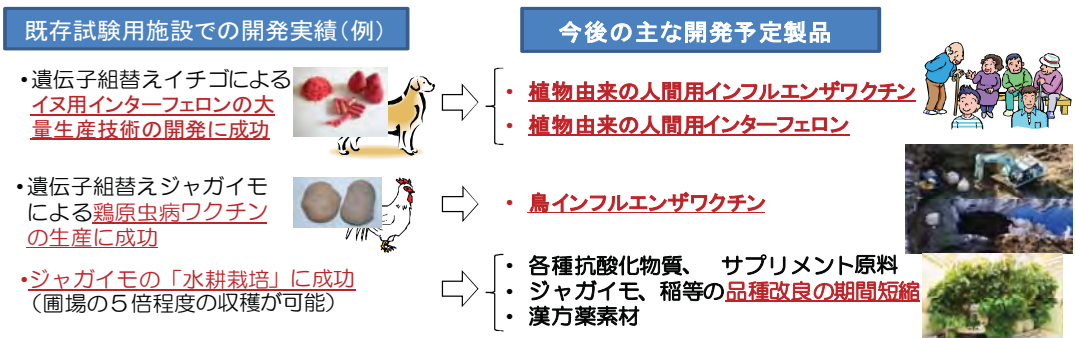 既存試験用施設での開発実績(例)
今後の主な開発予定製品
・遺伝子組替えイチゴによる
イヌ用インターフェロンの大
量生産技術の開発に成功
・植物由来の人間用インフルエンザワクチン
・植物由来の人間用インターフェロン
・遺伝子組替えジャガイモ
による鶏原虫病ワクチン
の生産に成功
・鳥インフルエンザワクチン
・ジャガイモの「水耕栽培」に成功
(圃場の5倍程度の収穫が可能)
・各種抗酸化物質、 サプリメント原料
・ジャガイモ、稲等の品種改良の期間短縮
・漢方薬素材